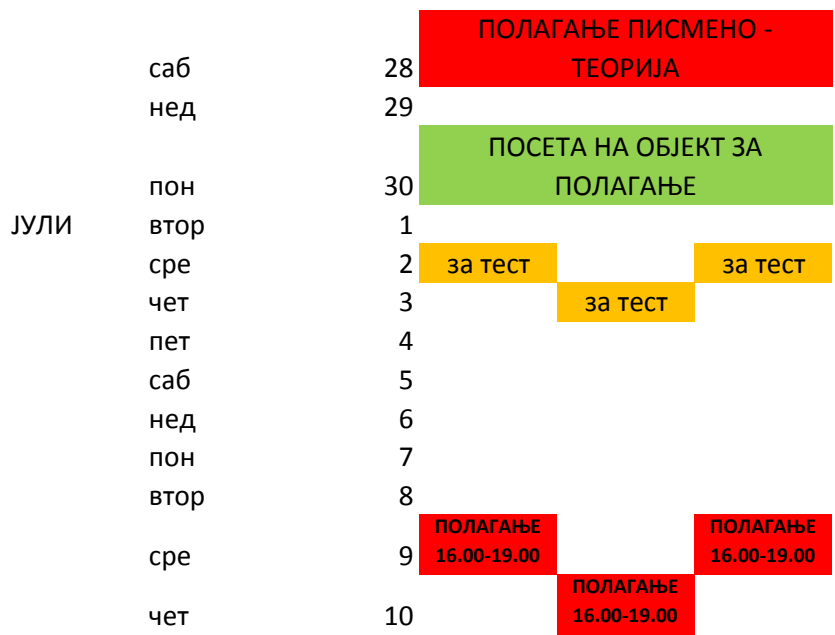 ПОЛАГАЊЕ ПИСМЕНО -
саб 28 ТЕОРИЈА
нед 29
ПОСЕТА НА ОБЈЕКТ ЗА
пон 30 ПОЛАГАЊЕ
ЈУЛИ втор 1
сре 2 за тест за тест
чет 3 за тест
пет 4
саб 5
нед 6
пон 7
втор 8
ПОЛАГАЊЕ ПОЛАГАЊЕ
сре 9 16.00-19.00 16.00-19.00
ПОЛАГАЊЕ
чет 10 16.00-19.00